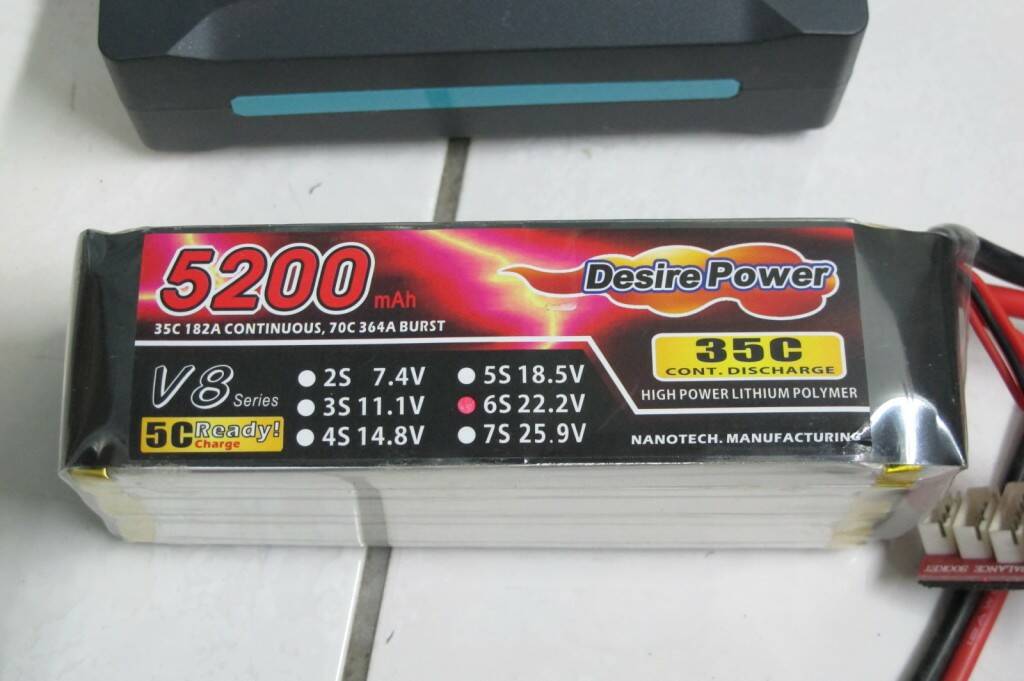 5200 mAh
Desire Power
35C 182A CONTINUOUS, 70C 364A BURST
35C
CONT. DISCHARGE
HIGH POWER LITHIUM POLYMER
V8 Series
5C Ready!
Charge
2S 7.4V
3S 11.1V
4S 14.8V
5S 18.5V
6S 22.2V
7S 25.9V
NANOTECH. MANUFACTURING
BALANCE SOCKET